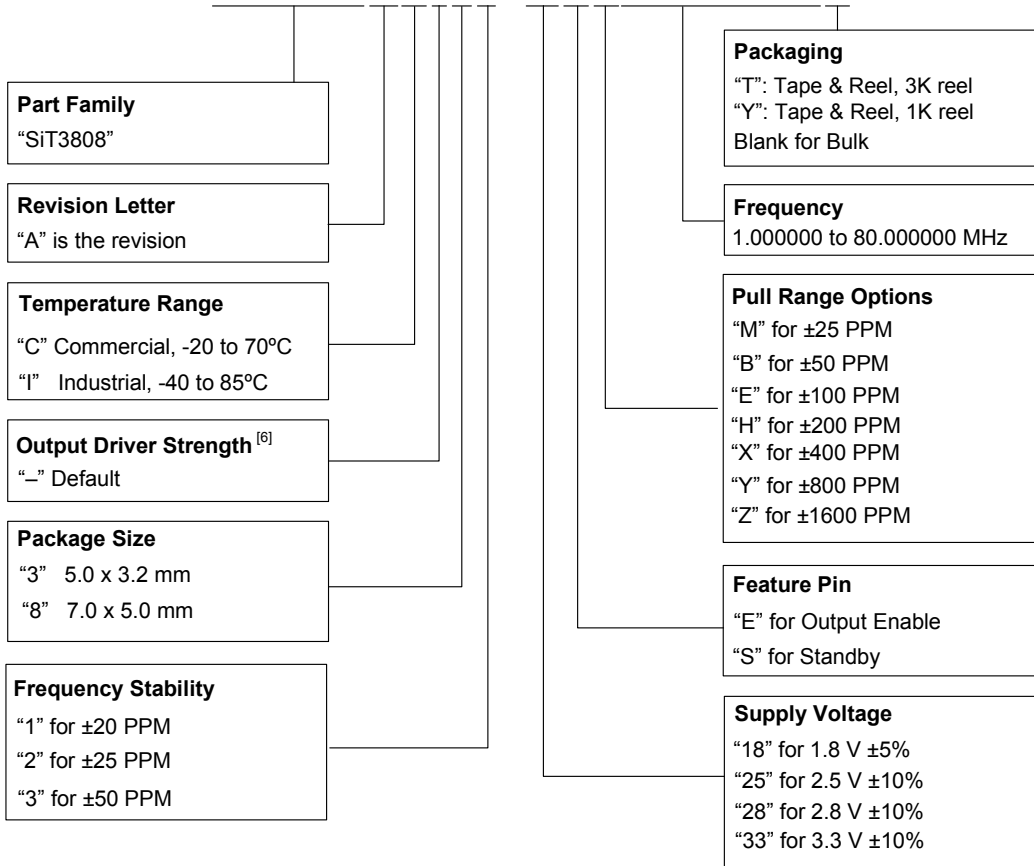 Part Family
“SiT3808”
Revision Letter
“A” is the revision
Temperature Range
“C” Commercial, -20 to 70ºC
“I” Industrial, -40 to 85ºC
Output Driver Strength [6]
“–” Default
Package Size
“3” 5.0 x 3.2 mm
“8” 7.0 x 5.0 mm
Frequency Stability
“1” for ±20 PPM
“2” for ±25 PPM
“3” for ±50 PPM
Packaging
“T”: Tape & Reel, 3K reel
“Y”: Tape & Reel, 1K reel
Blank for Bulk
Frequency
1.000000 to 80.000000 MHz
Pull Range Options
“M” for ±25 PPM
“B” for ±50 PPM
“E” for ±100 PPM
“H” for ±200 PPM
“X” for ±400 PPM
“Y” for ±800 PPM
“Z” for ±1600 PPM
Feature Pin
“E” for Output Enable
“S” for Standby
Supply Voltage
“18” for 1.8 V ±5%
“25” for 2.5 V ±10%
“28” for 2.8 V ±10%
“33” for 3.3 V ±10%